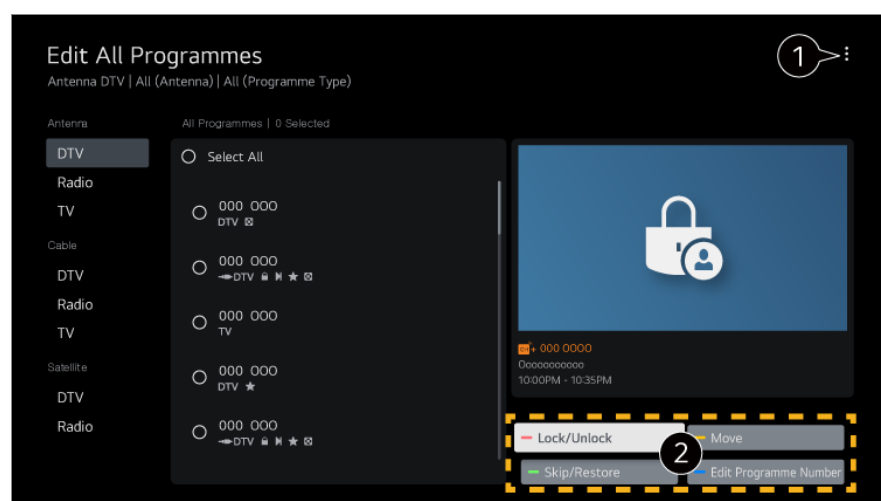 Edit All Programmes
Antenna DTV | All (Antenna) | All (Programme Type)
1
Antenna
DTV
Radio
TV
Cable
DTV
Radio
TV
Satellite
DTV
Radio
All Programmes | 0 Selected
Select All
000 000
DTV
000 000
DTV
000 000
TV
000 000
DTV
000 000
DTV
000 0000
Oooooooooo
10:00PM - 10:35PM
Lock/Unlock
Move
2
Skip/Restore
Edit Programme Number